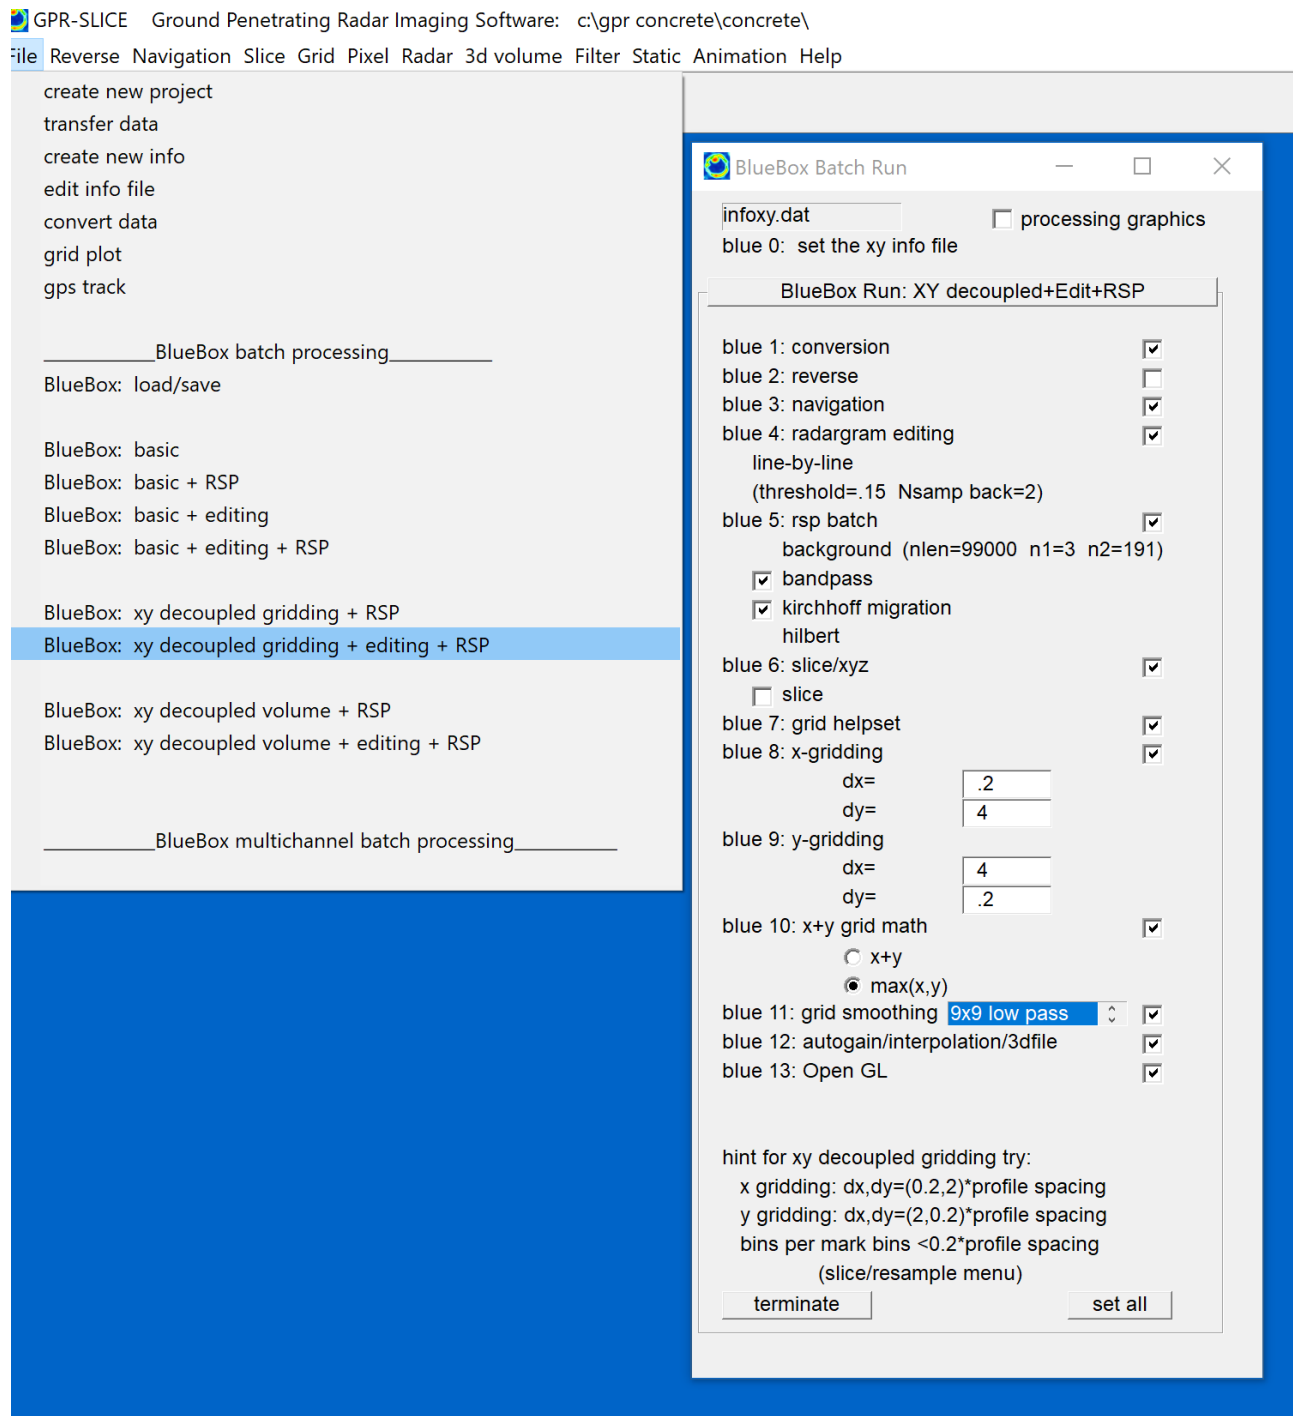 GPR-SLICE Ground Penetrating Radar Imaging Software: c:\gpr concrete\concrete\
File Reverse Navigation Slice Grid Pixel Radar 3d volume Filter Static Animation Help
create new project
transfer data
create new info
edit info file
convert data
grid plot
gps track
__________BlueBox batch processing__________
BlueBox: load/save
BlueBox: basic
BlueBox: basic + RSP
BlueBox: basic + editing
BlueBox: basic + editing + RSP
BlueBox: xy decoupled gridding + RSP
BlueBox: xy decoupled gridding + editing + RSP
BlueBox: xy decoupled volume + RSP
BlueBox: xy decoupled volume + editing + RSP
__________BlueBox multichannel batch processing__________
BlueBox Batch Run
infoxy.dat
processing graphics
blue 0: set the xy info file
BlueBox Run: XY decoupled+Edit+RSP
blue 1: conversion
blue 2: reverse
blue 3: navigation
blue 4: radargram editing
line-by-line
(threshold=.15 Nsamp back=2)
blue 5: rsp batch
background (nlen=99000 n1=3 n2=191)
bandpass
kirchhoff migration
hilbert
blue 6: slice/xyz
slice
blue 7: grid helpset
blue 8: x-gridding
dx= .2
dy= 4
blue 9: y-gridding
dx= 4
dy= .2
blue 10: x+y grid math
x+y
max(x,y)
blue 11: grid smoothing 9x9 low pass
blue 12: autogain/interpolation/3dfile
blue 13: Open GL
hint for xy decoupled gridding try:
x gridding: dx,dy=(0.2,2)*profile spacing
y gridding: dx,dy=(2,0.2)*profile spacing
bins per mark bins <0.2*profile spacing
(slice/resample menu)
terminate set all